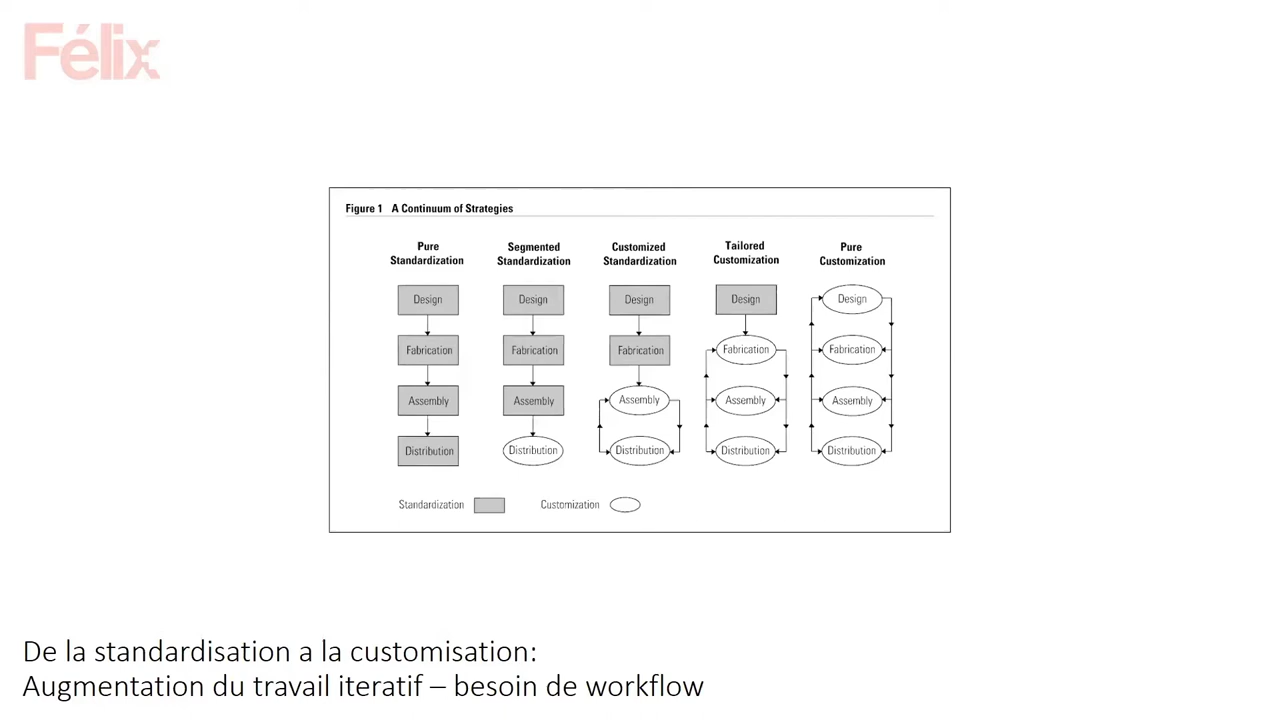 Félix
Figure 1 A Continuum of Strategies
Pure Standardization
Segmented Standardization
Customized Standardization
Tailored Customization
Pure Customization
Design
Design
Design
Design
Design
Fabrication
Fabrication
Fabrication
Fabrication
Fabrication
Assembly
Assembly
Assembly
Assembly
Assembly
Distribution
Distribution
Distribution
Distribution
Distribution
Standardization
Customization
De la standardisation a la customisation:
Augmentation du travail iteratif – besoin de workflow